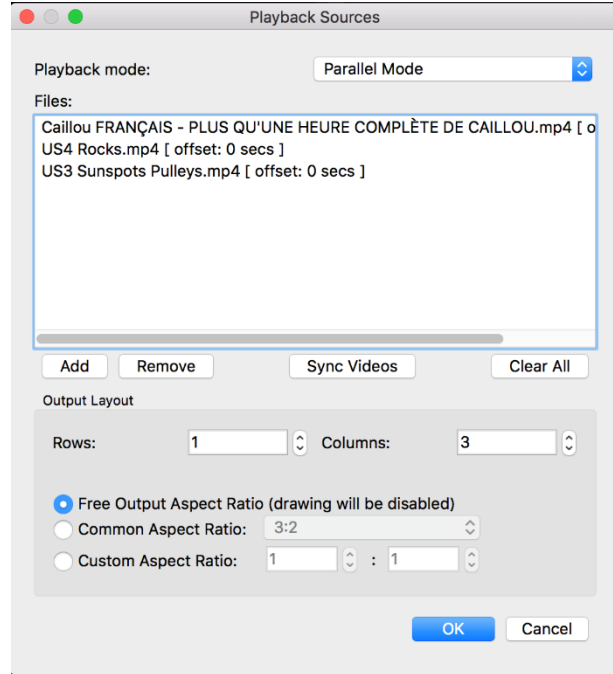 Playback Sources
Playback mode: Parallel Mode
Files:
Caillou FRANÇAIS - PLUS QU'UNE HEURE COMPLÈTE DE CAILLOU.mp4 [ o
US4 Rocks.mp4 [ offset: 0 secs ]
US3 Sunspots Pulleys.mp4 [ offset: 0 secs ]
Add Remove Sync Videos Clear All
Output Layout
Rows: 1 Columns: 3
Free Output Aspect Ratio (drawing will be disabled)
Common Aspect Ratio: 3:2
Custom Aspect Ratio: 1 : 1
OK Cancel